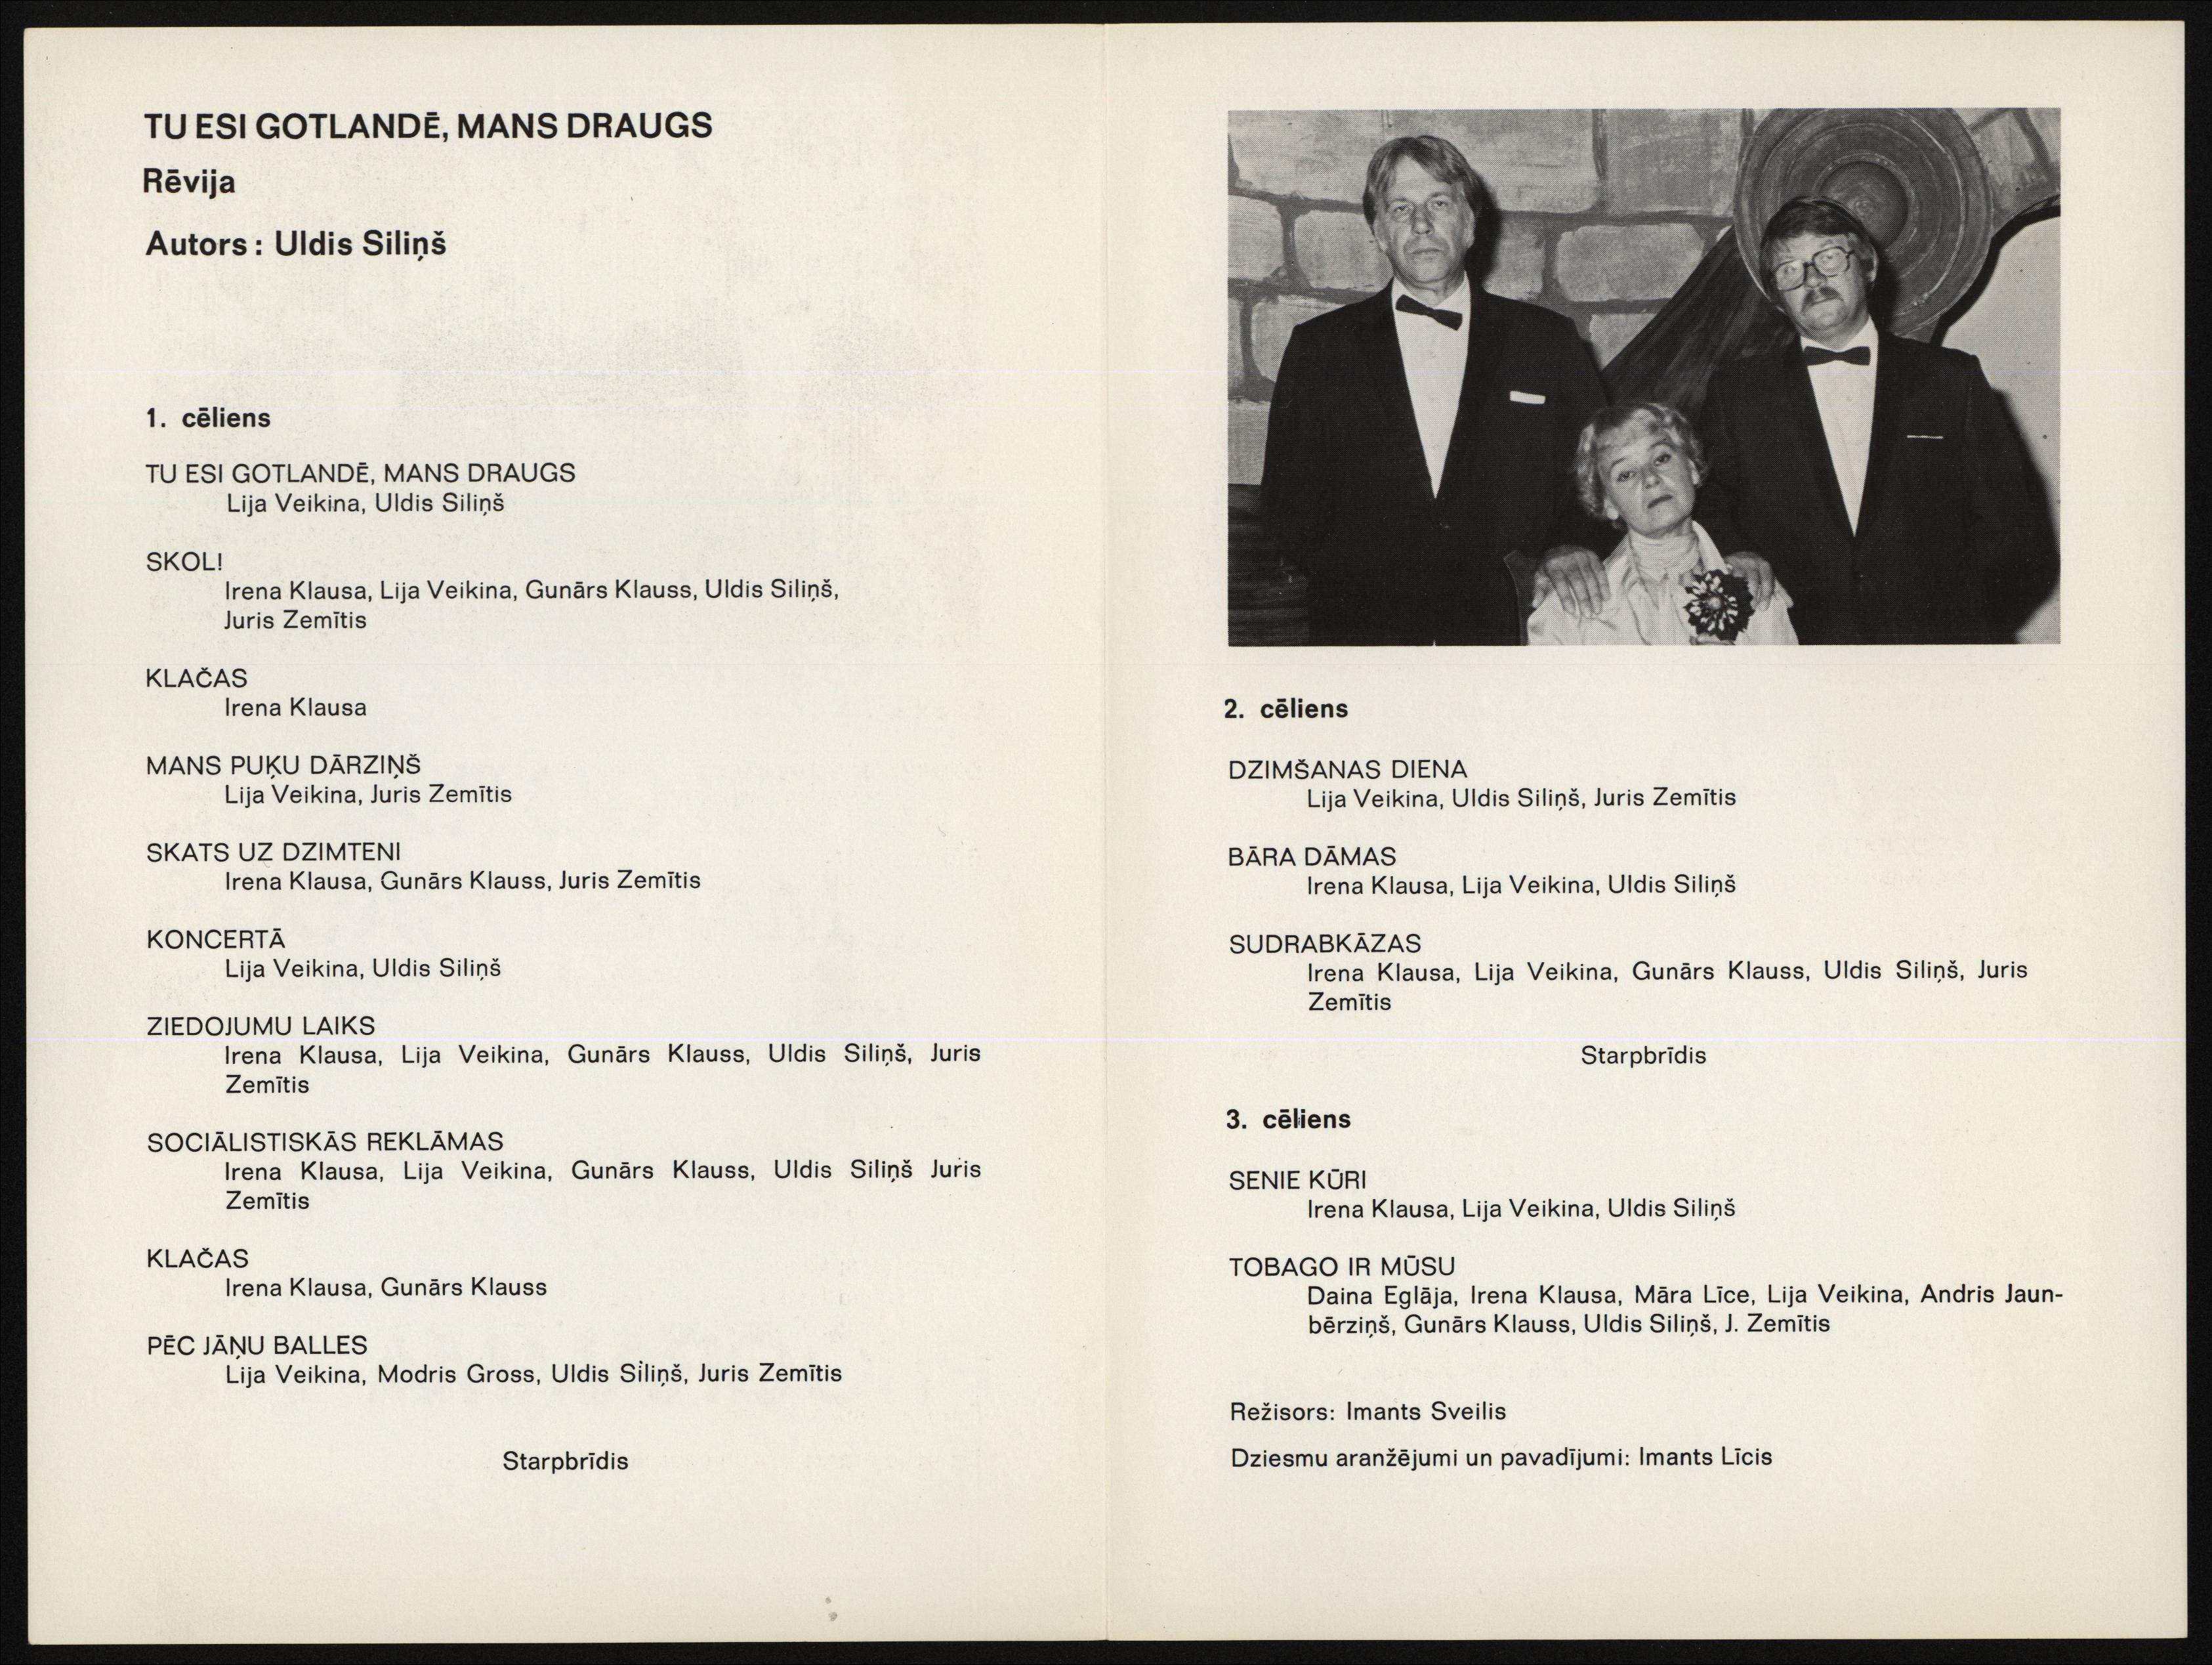 TU ESI GOTLANDĒ, MANS DRAUGS
Rēvija
Autors: Uldis Siliņš
1. cēliens
TU ESI GOTLANDĒ, MANS DRAUGS
Lija Veikina, Uldis Siliņš
SKOL!
Irena Klausa, Lija Veikina, Gunārs Klauss, Uldis Siliņš,
Juris Zemītis
KLAČAS
Irena Klausa
MANS PUĶU DĀRZIŅŠ
Lija Veikina, Juris Zemītis
SKATS UZ DZIMTENI
Irena Klausa, Gunārs Klauss, Juris Zemītis
KONCERTĀ
Lija Veikina, Uldis Siliņš
ZIEDOJUMU LAIKS
Irena Klausa, Lija Veikina, Gunārs Klauss, Uldis Siliņš, Juris
Zemītis
SOCIĀLISTISKĀS REKLĀMAS
Irena Klausa, Lija Veikina, Gunārs Klauss, Uldis Siliņš Juris
Zemītis
KLAČAS
Irena Klausa, Gunārs Klauss
PĒC JĀŅU BALLES
Lija Veikina, Modris Gross, Uldis Siliņš, Juris Zemītis
Starpbrīdis
2. cēliens
DZIMŠANAS DIENA
Lija Veikina, Uldis Siliņš, Juris Zemītis
BĀRA DĀMAS
Irena Klausa, Lija Veikina, Uldis Siliņš
SUDRABKĀZAS
Irena Klausa, Lija Veikina, Gunārs Klauss, Uldis Siliņš, Juris
Zemītis
Starpbrīdis
3. cēliens
SENIE KŪRI
Irena Klausa, Lija Veikina, Uldis Siliņš
TOBAGO IR MŪSU
Daina Eglāja, Irena Klausa, Māra Līce, Lija Veikina, Andris Jaun-
bērziņš, Gunārs Klauss, Uldis Siliņš, J. Zemītis
Režisors: Imants Sveilis
Dziesmu aranžējumi un pavadījumi: Imants Līcis